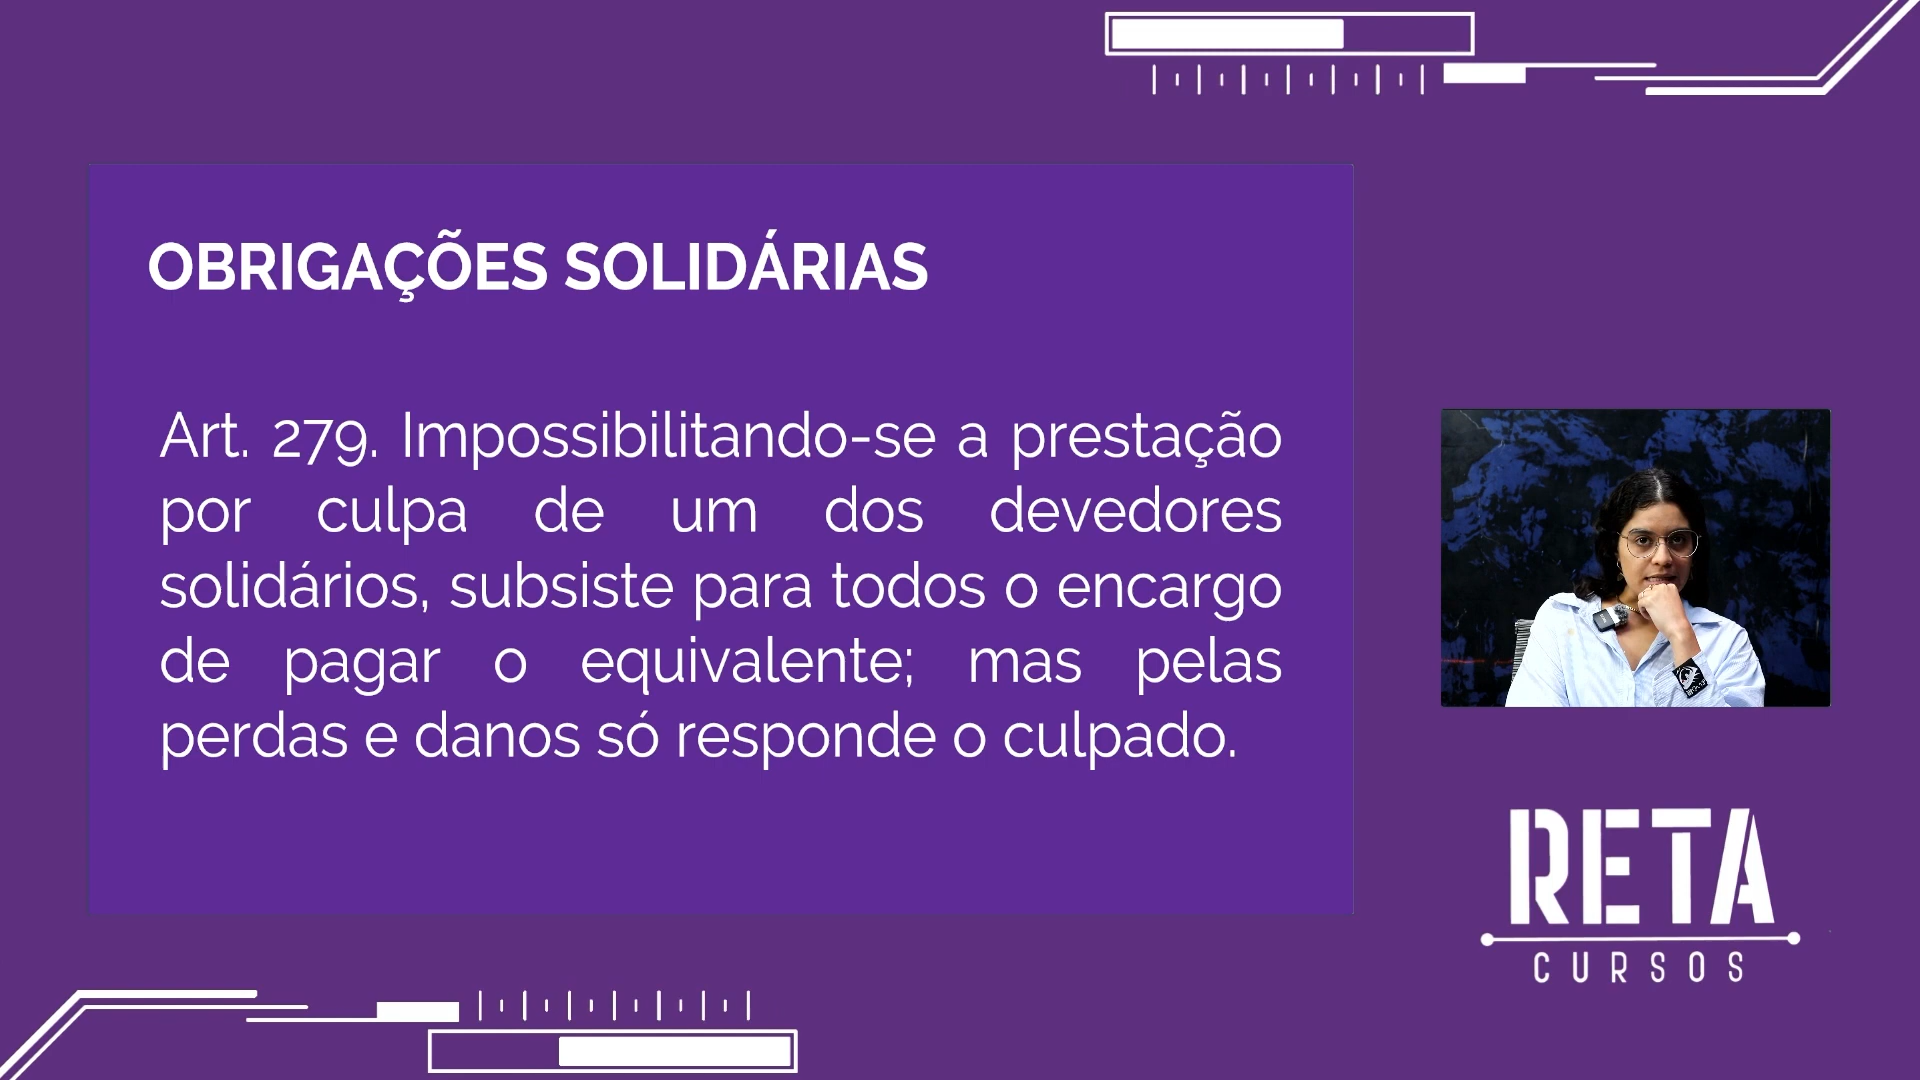 OBRIGAÇÕES SOLIDÁRIAS
Art. 279. Impossibilitando-se a prestação
por culpa de um dos devedores
solidários, subsiste para todos o encargo
de pagar o equivalente; mas pelas
perdas e danos só responde o culpado.
RETA
CURSOS